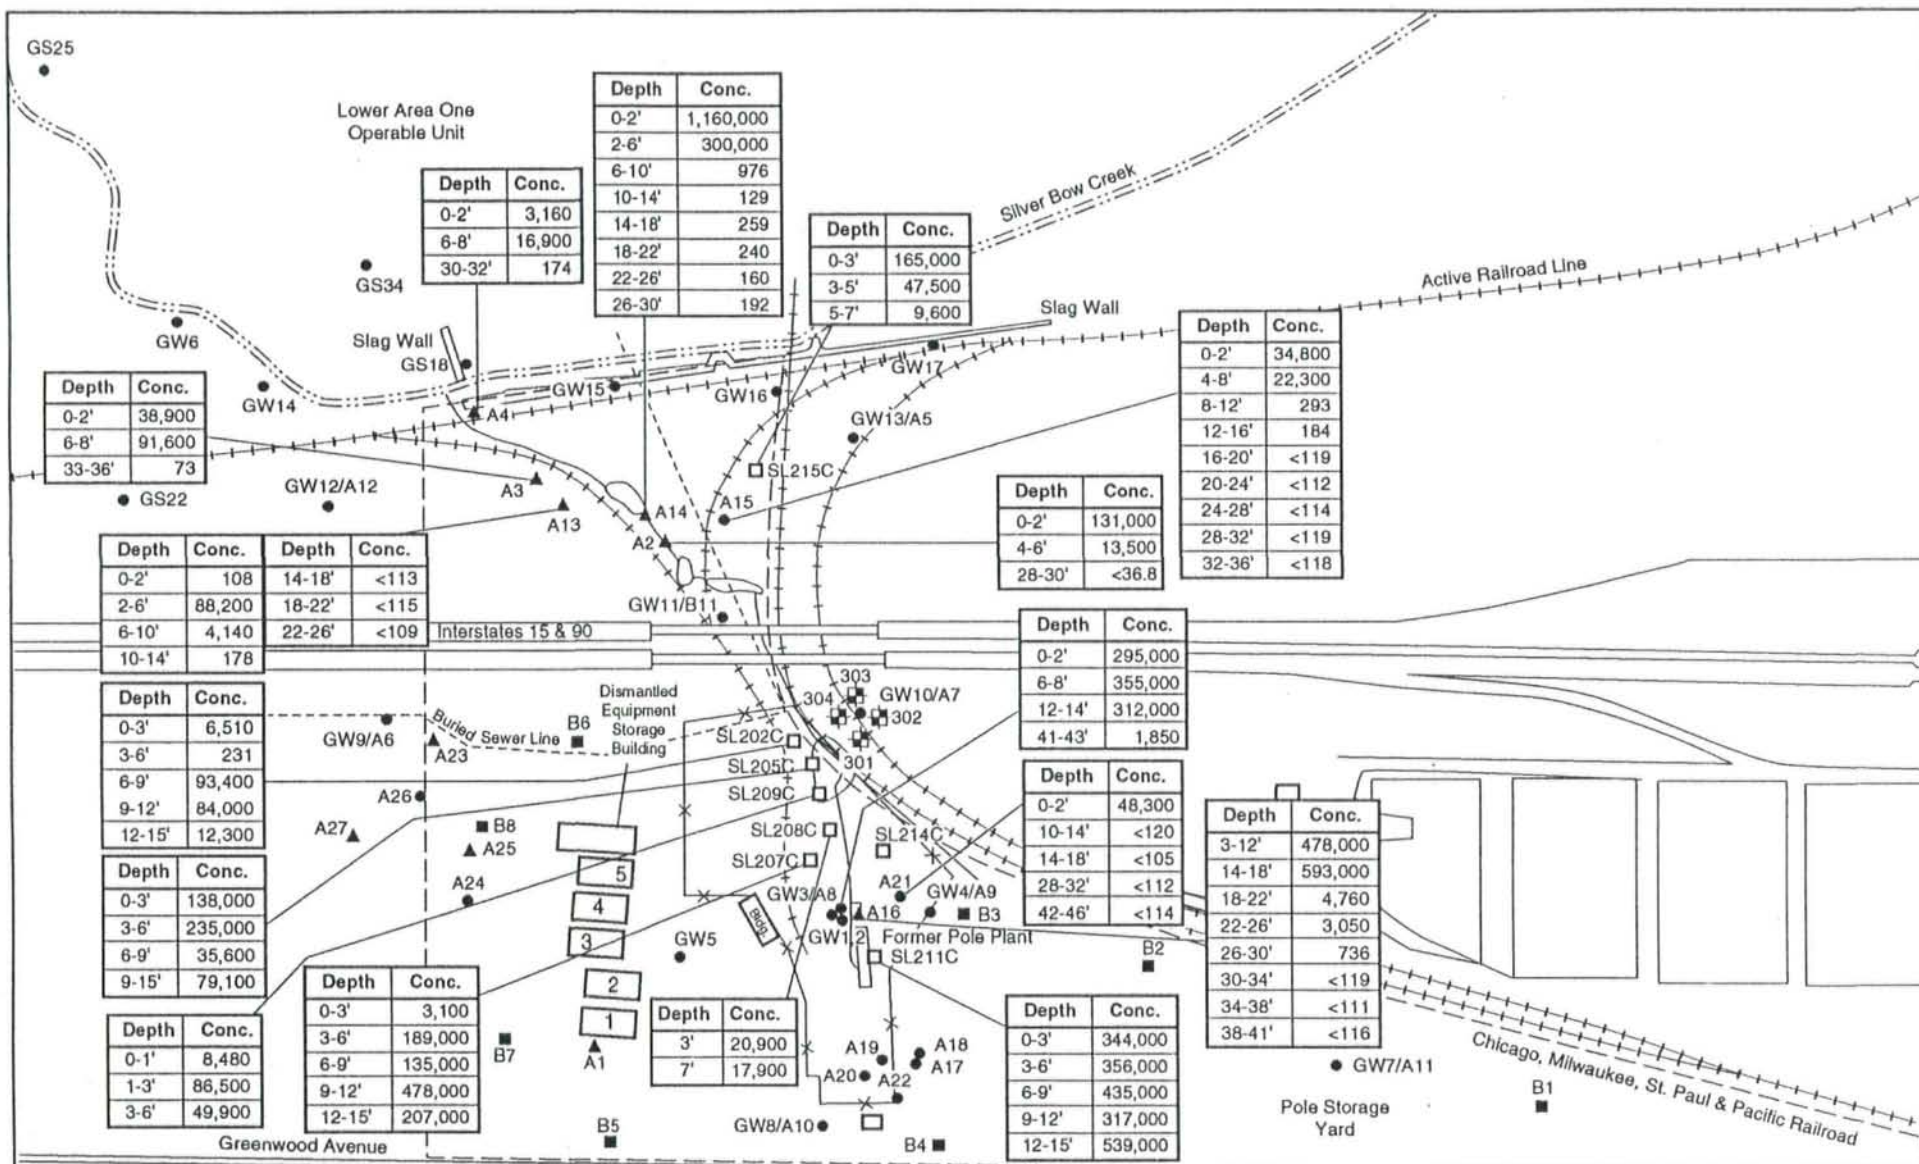 GS25
Lower Area One
Operable Unit
Depth Conc.
0-2' 1,160,000
2-6' 300,000
6-10' 976
10-14' 129
14-18' 259
18-22' 240
22-26' 160
26-30' 192
Depth Conc.
0-2' 3,160
6-8' 16,900
30-32' 174
Depth Conc.
0-3' 165,000
3-5' 47,500
5-7' 9,600
Silver Bow Creek
Active Railroad Line
GS34
GW6
Slag Wall
GS18
Slag Wall
GW14
GW15
GW16
GW17
A4
GW13/A5
Depth Conc.
0-2' 38,900
6-8' 91,600
33-36' 73
Depth Conc.
0-2' 34,800
4-8' 22,300
8-12' 293
12-16' 184
16-20' <119
20-24' <112
24-28' <114
28-32' <119
32-36' <118
GS22
GW12/A12
A3
A13
A14
A2
A15
SL215C
Depth Conc.
0-2' 131,000
4-6' 13,500
28-30' <36.8
Depth Conc. Depth Conc.
0-2' 108 14-18' <113
2-6' 88,200 18-22' <115
6-10' 4,140 22-26' <109
10-14' 178
GW11/B11
Interstates 15 & 90
Depth Conc.
0-2' 295,000
6-8' 355,000
12-14' 312,000
41-43' 1,850
Depth Conc.
0-3' 6,510
3-6' 231
6-9' 93,400
9-12' 84,000
12-15' 12,300
GW9/A6
Buried Sewer Line
A23
B6
Dismantled
Equipment
Storage
Building
303
304
GW10/A7
302
301
SL202C
SL205C
SL209C
SL208C
SL207C
SL214C
A26
A27
B8
A25
A24
5
4
3
2
1
Bldg.
GW3/A8
GW1,2
A16
A21
GW4/A9
B3
Former Pole Plant
SL211C
GW5
B2
Depth Conc.
0-2' 48,300
10-14' <120
14-18' <105
28-32' <112
42-46' <114
Depth Conc.
3-12' 478,000
14-18' 593,000
18-22' 4,760
22-26' 3,050
26-30' 736
30-34' <119
34-38' <111
38-41' <116
Depth Conc.
0-3' 138,000
3-6' 235,000
6-9' 35,600
9-15' 79,100
Depth Conc.
0-1' 8,480
1-3' 86,500
3-6' 49,900
Depth Conc.
0-3' 3,100
3-6' 189,000
6-9' 135,000
9-12' 478,000
12-15' 207,000
Depth Conc.
3' 20,900
7' 17,900
Depth Conc.
0-3' 344,000
3-6' 356,000
6-9' 435,000
9-12' 317,000
12-15' 539,000
B7
A1
B5
A19
A18
A17
A20
A22
GW8/A10
B4
GW7/A11
B1
Pole Storage
Yard
Chicago, Milwaukee, St. Paul & Pacific Railroad
Greenwood Avenue